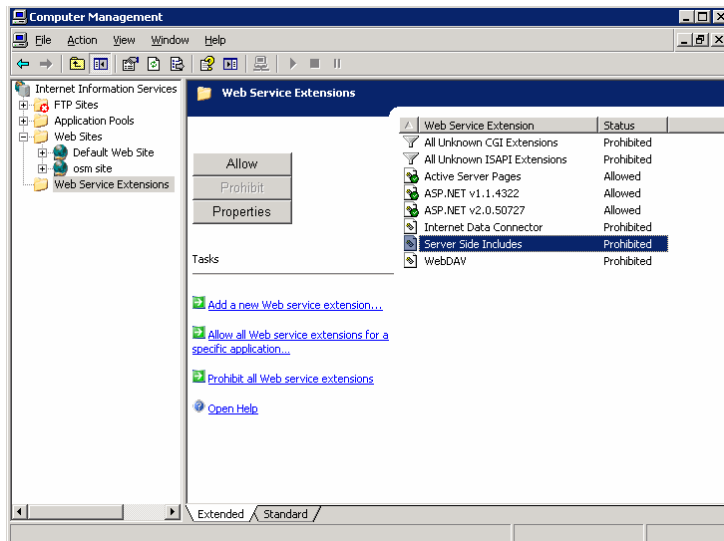 Computer Management
File Action View Window Help
Internet Information Services
FTP Sites
Application Pools
Web Sites
Default Web Site
osm site
Web Service Extensions
Web Service Extensions
Allow
Prohibit
Properties
Tasks
Add a new Web service extension...
Allow all Web service extensions for a
specific application...
Prohibit all Web service extensions
Open Help
Web Service Extension Status
All Unknown CGI Extensions Prohibited
All Unknown ISAPI Extensions Prohibited
Active Server Pages Allowed
ASP.NET v1.1.4322 Allowed
ASP.NET v2.0.50727 Allowed
Internet Data Connector Prohibited
Server Side Includes Prohibited
WebDAV Prohibited
Extended Standard